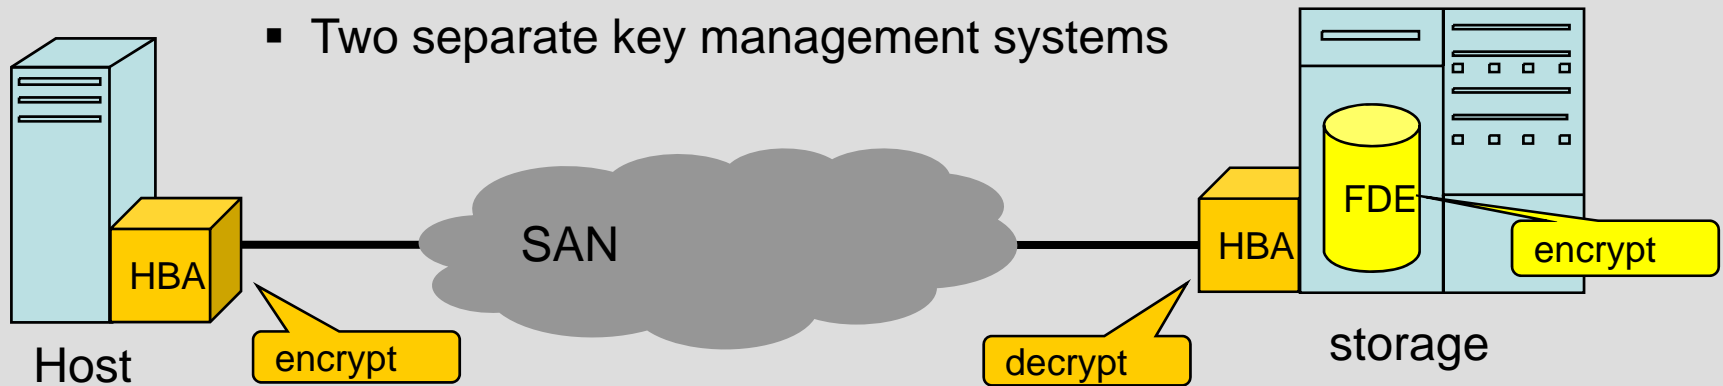 ▪ Two separate key management systems
HBA
SAN
HBA
FDE
encrypt
encrypt
decrypt
Host
storage